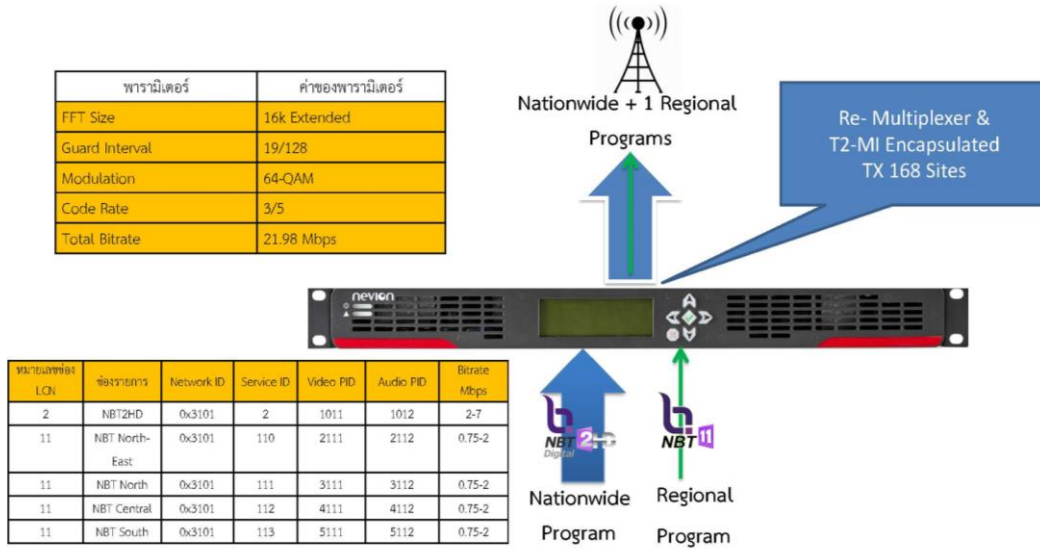 Nationwide + 1 Regional
Programs
Re- Multiplexer &
T2-MI Encapsulated
TX 168 Sites
พารามิเตอร์ ค่าของพารามิเตอร์
FFT Size 16k Extended
Guard Interval 19/128
Modulation 64-QAM
Code Rate 3/5
Total Bitrate 21.98 Mbps
nevion
หมายเลขช่อง LCN ช่องรายการ Network ID Service ID Video PID Audio PID Bitrate Mbps
2 NBT2HD 0x3101 2 1011 1012 2-7
11 NBT North-East 0x3101 110 2111 2112 0.75-2
11 NBT North 0x3101 111 3111 3112 0.75-2
11 NBT Central 0x3101 112 4111 4112 0.75-2
11 NBT South 0x3101 113 5111 5112 0.75-2
NBT 2HD
Digital
NBT 11
Nationwide
Program
Regional
Program